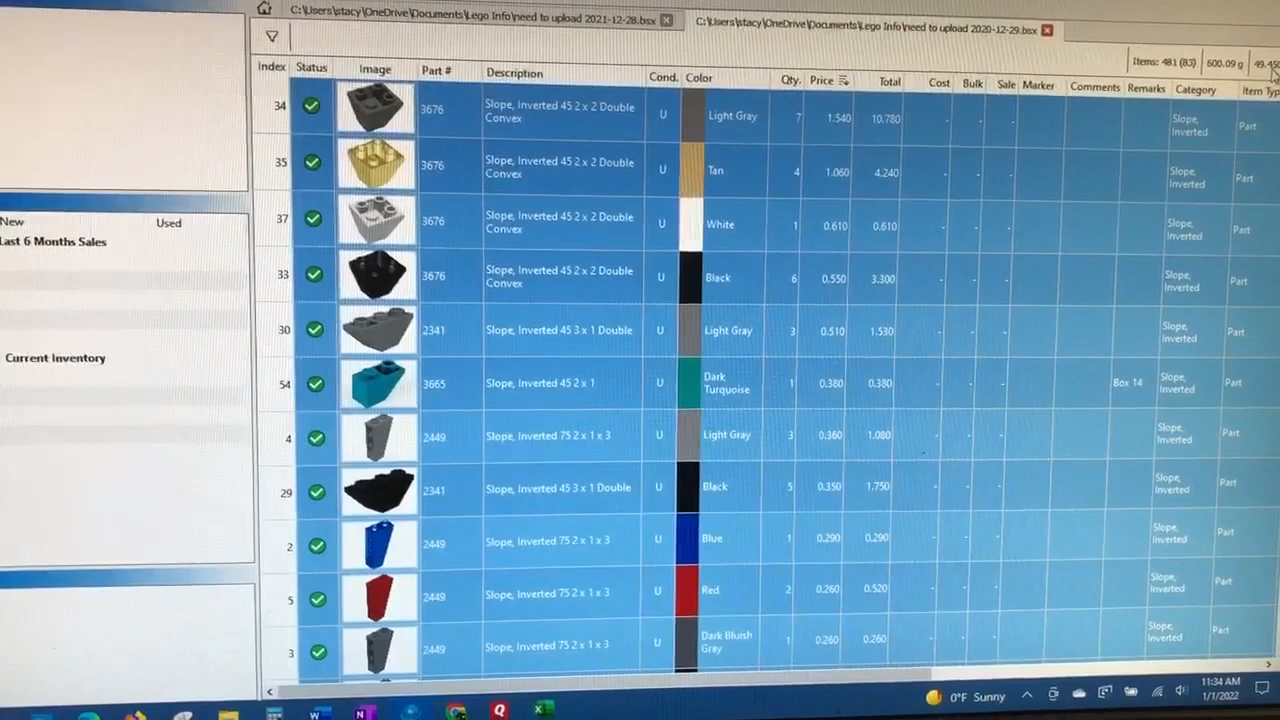 C:\Users\stacy\OneDrive\Documents\Lego Info\need to upload 2021-12-28.bsx
C:\Users\stacy\OneDrive\Documents\Lego Info\need to upload 2020-12-29.bsx
Items: 481 (83) 600.09 g
Index Status Image Part # Description Cond. Color Qty. Price Total Cost Bulk Sale Marker Comments Remarks Category Item Typ
34 3676 Slope, Inverted 45 2 x 2 Double Convex U Light Gray 7 1.540 10.780 - - - Slope, Inverted Part
35 3676 Slope, Inverted 45 2 x 2 Double Convex U Tan 4 1.060 4.240 - - - Slope, Inverted Part
37 3676 Slope, Inverted 45 2 x 2 Double Convex U White 1 0.610 0.610 - - - Slope, Inverted Part
33 3676 Slope, Inverted 45 2 x 2 Double Convex U Black 6 0.550 3.300 - - - Slope, Inverted Part
30 2341 Slope, Inverted 45 3 x 1 Double U Light Gray 3 0.510 1.530 - - - Slope, Inverted Part
54 3665 Slope, Inverted 45 2 x 1 U Dark Turquoise 1 0.380 0.380 - - - Box 14 Slope, Inverted Part
4 2449 Slope, Inverted 75 2 x 1 x 3 U Light Gray 3 0.360 1.080 - - - Slope, Inverted Part
29 2341 Slope, Inverted 45 3 x 1 Double U Black 5 0.350 1.750 - - - Slope, Inverted Part
2 2449 Slope, Inverted 75 2 x 1 x 3 U Blue 1 0.290 0.290 - - - Slope, Inverted Part
5 2449 Slope, Inverted 75 2 x 1 x 3 U Red 2 0.260 0.520 - - - Slope, Inverted Part
3 2449 Slope, Inverted 75 2 x 1 x 3 U Dark Bluish Gray 1 0.260 0.260 - - - Slope, Inverted Part
New Used
Last 6 Months Sales
Current Inventory
0°F Sunny
11:34 AM
1/1/2022